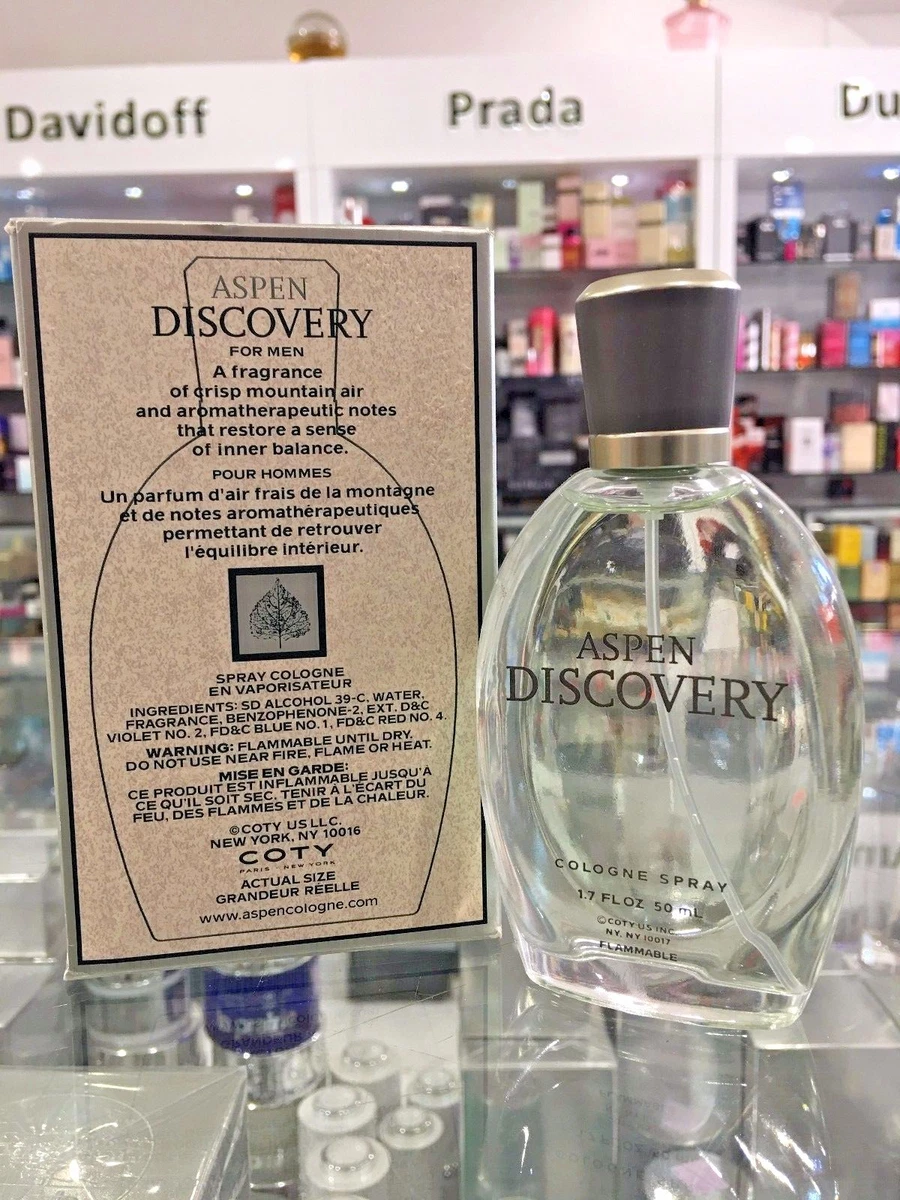 Davidoff
Prada
Du
ASPEN
DISCOVERY
FOR MEN
A fragrance
of crisp mountain air
and aromatherapeutic notes
that restore a sense
of inner balance.
POUR HOMMES
Un parfum d'air frais de la montagne
et de notes aromathérapeutiques
permettant de retrouver
l'équilibre intérieur.
SPRAY COLOGNE
EN VAPORISATEUR
INGREDIENTS: SD ALCOHOL 39-C, WATER,
FRAGRANCE, BENZOPHENONE-2, EXT. D&C
VIOLET NO. 2, FD&C BLUE NO. 1, FD&C RED NO. 4.
WARNING: FLAMMABLE UNTIL DRY.
DO NOT USE NEAR FIRE, FLAME OR HEAT.
MISE EN GARDE:
CE PRODUIT EST INFLAMMABLE JUSQU'À
CE QU'IL SOIT SEC. TENIR À L'ÉCART DU
FEU, DES FLAMMES ET DE LA CHALEUR.
©COTY US LLC.
NEW YORK, NY 10016
COTY
PARIS NEW YORK
ACTUAL SIZE
GRANDEUR RÉELLE
www.aspencologne.com
ASPEN
DISCOVERY
COLOGNE SPRAY
1.7 FL OZ 50 mL
©COTY US INC.
NY, NY 10017
FLAMMABLE